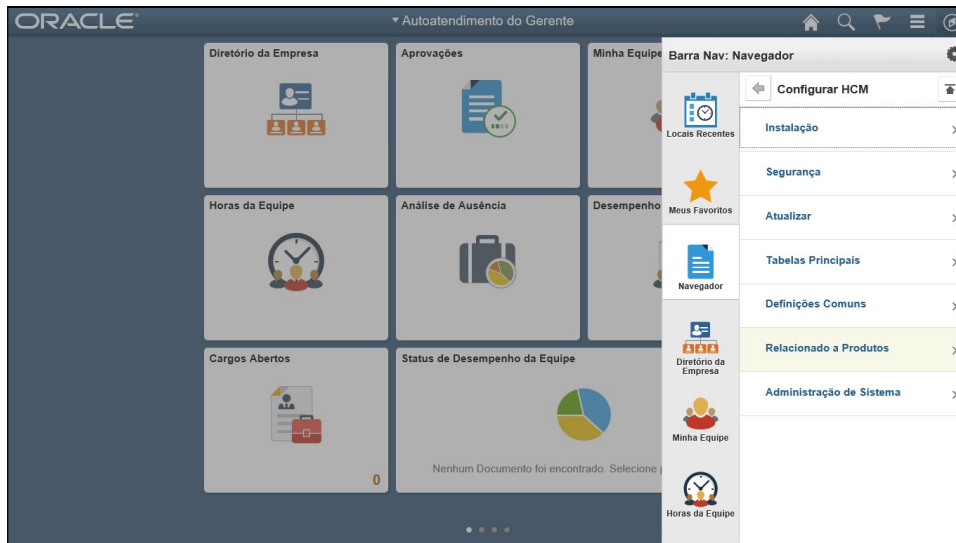 ORACLE
Autoatendimento do Gerente
Diretório da Empresa
Aprovações
Minha Equipe
Horas da Equipe
Análise de Ausência
Desempenho
Cargos Abertos
0
Status de Desempenho da Equipe
Nenhum Documento foi encontrado. Selecione
Barra Nav: Navegador
Locais Recentes
Meus Favoritos
Navegador
Diretório da
Empresa
Minha Equipe
Horas da Equipe
Configurar HCM
Instalação
Segurança
Atualizar
Tabelas Principais
Definições Comuns
Relacionado a Produtos
Administração de Sistema